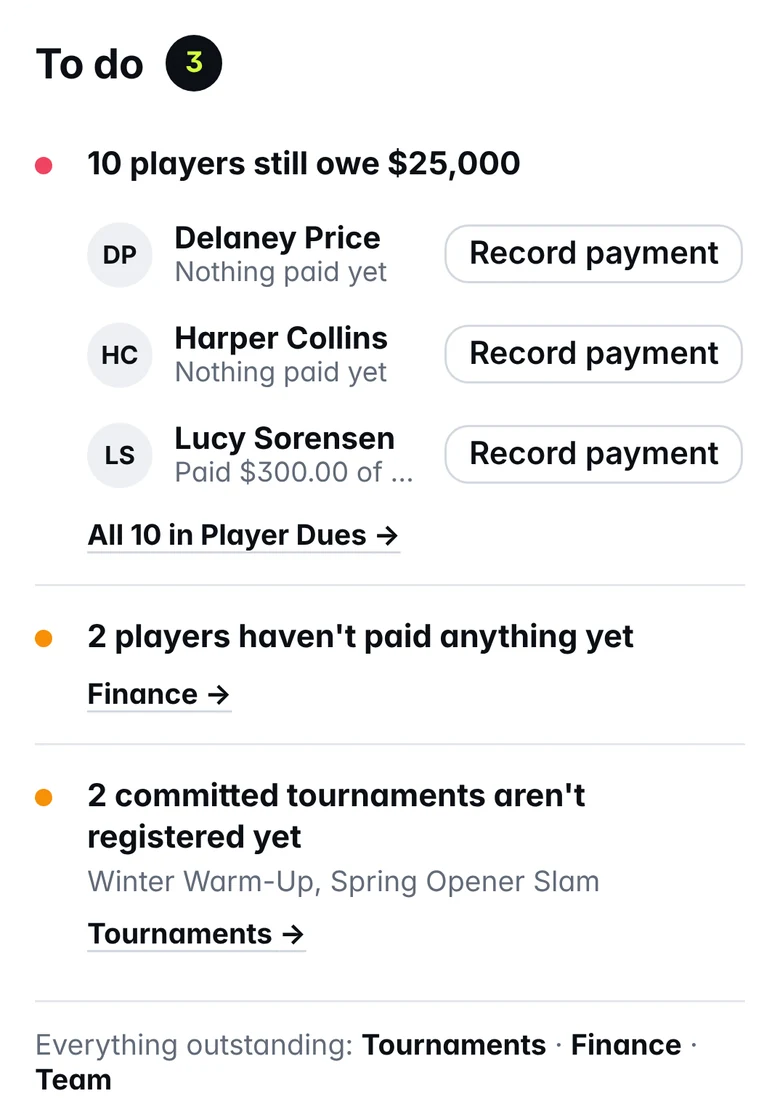 To do 3
10 players still owe $25,000
DP Delaney Price Record payment
Nothing paid yet
HC Harper Collins Record payment
Nothing paid yet
LS Lucy Sorensen Record payment
Paid $300.00 of ...
All 10 in Player Dues →
2 players haven't paid anything yet
Finance →
2 committed tournaments aren't
registered yet
Winter Warm-Up, Spring Opener Slam
Tournaments →
Everything outstanding: Tournaments · Finance ·
Team